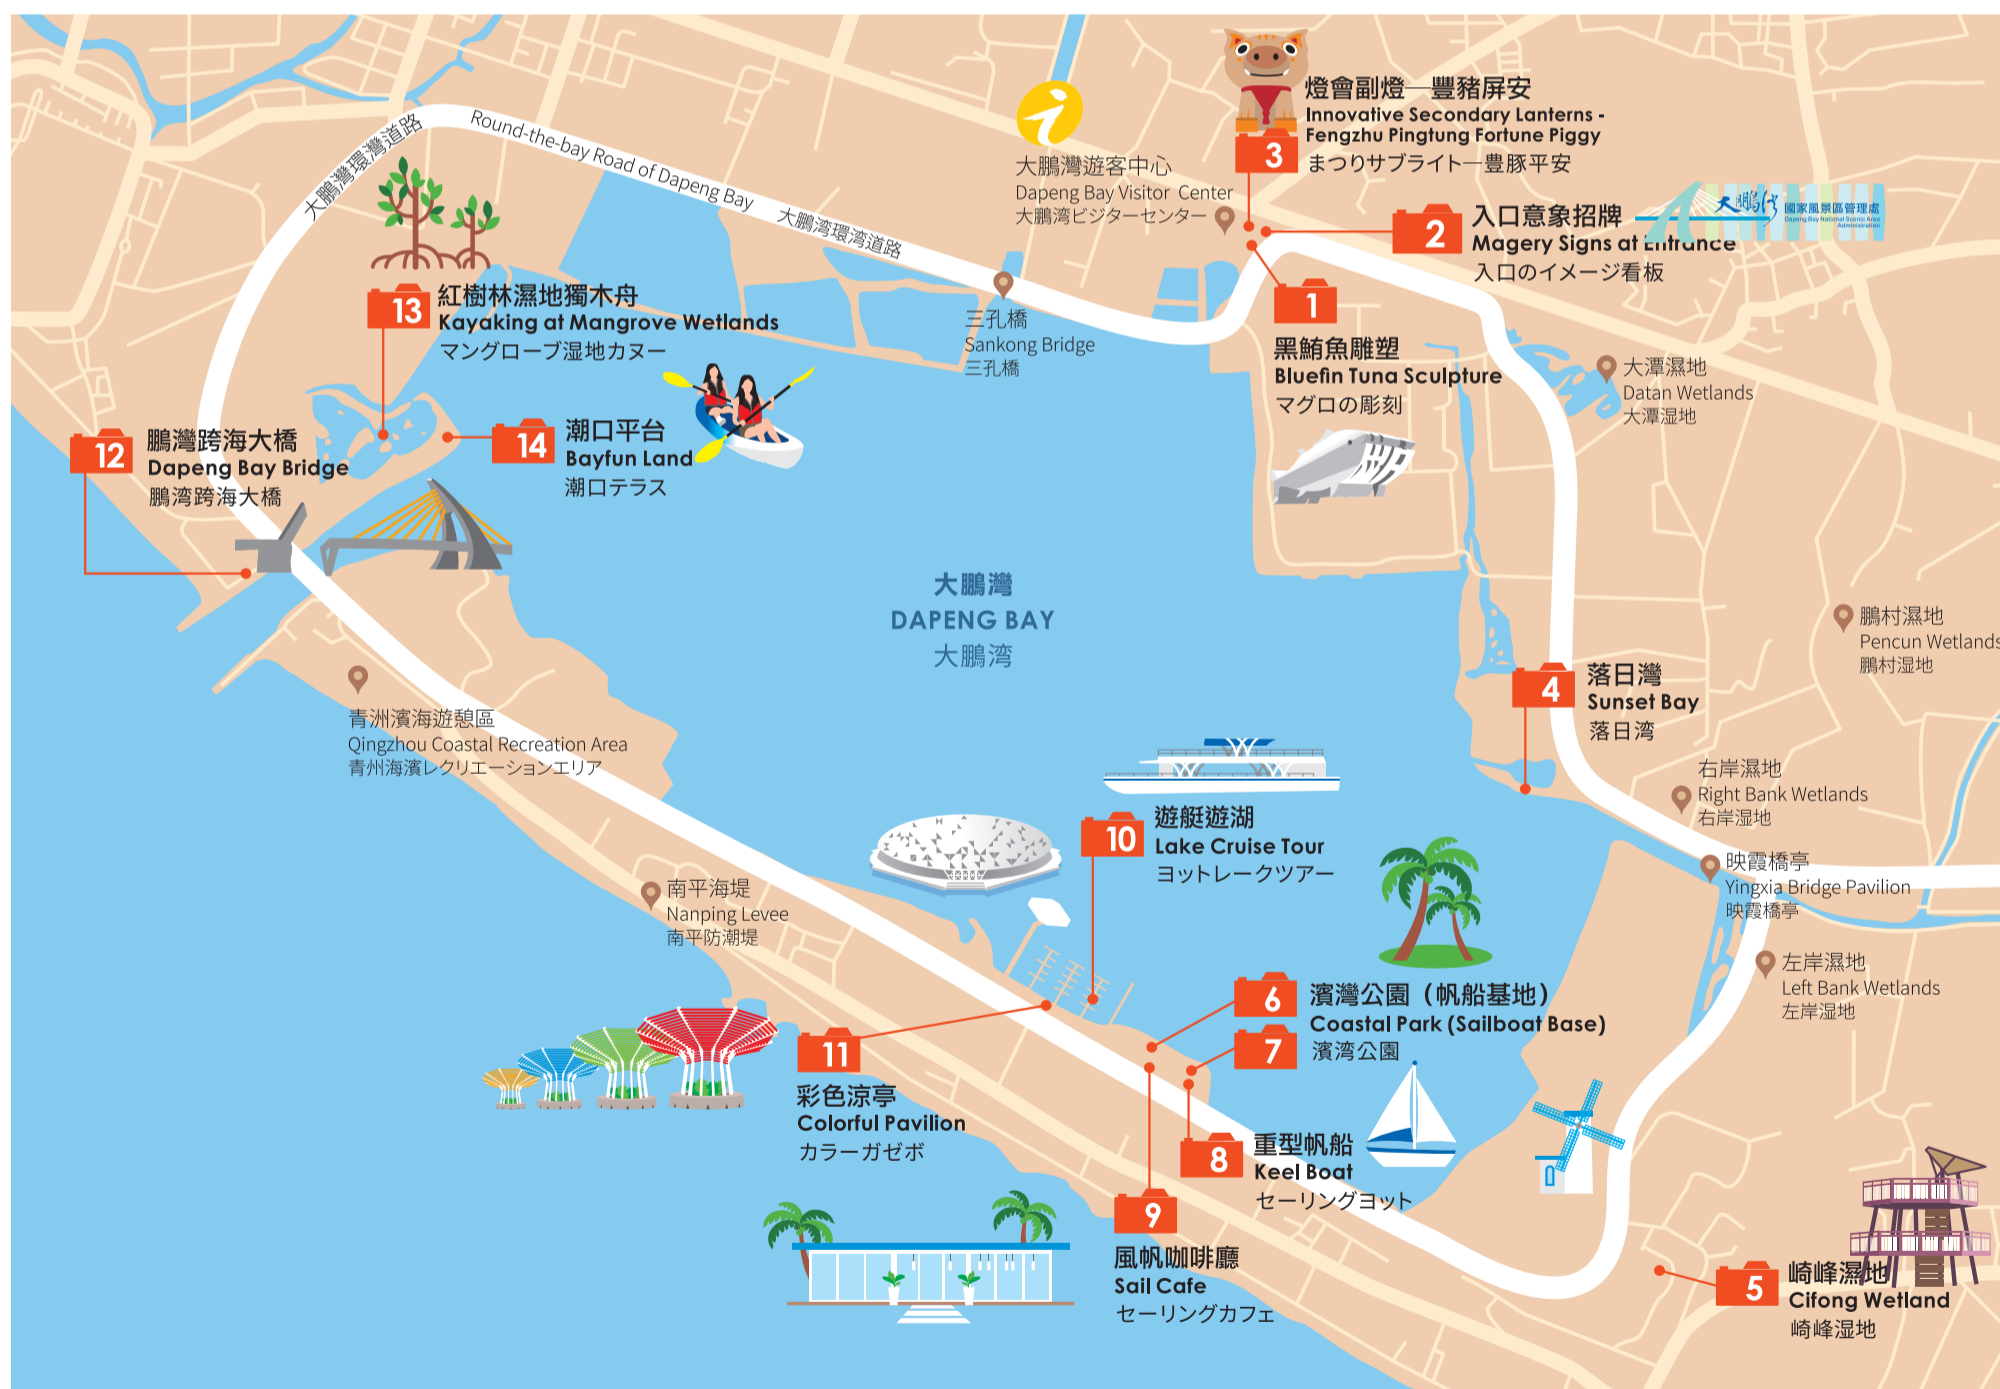 燈會副燈—豐豬屏安
Innovative Secondary Lanterns -
Fengzhu Pingtung Fortune Piggy
まつりサブライト—豊豚平安
3
大鵬灣環灣道路
Round-the-bay Road of Dapeng Bay
大鵬湾環湾道路
大鵬灣遊客中心
Dapeng Bay Visitor Center
大鵬湾ビジターセンター
2
入口意象招牌
Magery Signs at Entrance
入口のイメージ看板
大鵬灣
國家風景區管理處
Dapeng Bay National Scenic Area
Administration
13
紅樹林濕地獨木舟
Kayaking at Mangrove Wetlands
マングローブ湿地カヌー
三孔橋
Sankong Bridge
三孔橋
1
黑鮪魚雕塑
Bluefin Tuna Sculpture
マグロの彫刻
大潭濕地
Datan Wetlands
大潭湿地
12
鵬灣跨海大橋
Dapeng Bay Bridge
鵬湾跨海大橋
14
潮口平台
Bayfun Land
潮口テラス
大鵬灣
DAPENG BAY
大鵬湾
鵬村濕地
Pencun Wetlands
鵬村湿地
4
落日灣
Sunset Bay
落日湾
青洲濱海遊憩區
Qingzhou Coastal Recreation Area
青州海濱レクリエーションエリア
右岸濕地
Right Bank Wetlands
右岸湿地
10
遊艇遊湖
Lake Cruise Tour
ヨットレークツアー
映霞橋亭
Yingxia Bridge Pavilion
映霞橋亭
南平海堤
Nanping Levee
南平防潮堤
左岸濕地
Left Bank Wetlands
左岸湿地
6
7
濱灣公園（帆船基地）
Coastal Park (Sailboat Base)
濱湾公園
11
彩色涼亭
Colorful Pavilion
カラーガゼボ
8
重型帆船
Keel Boat
セーリングヨット
9
風帆咖啡廳
Sail Cafe
セーリングカフェ
5
崎峰濕地
Cifong Wetland
崎峰湿地